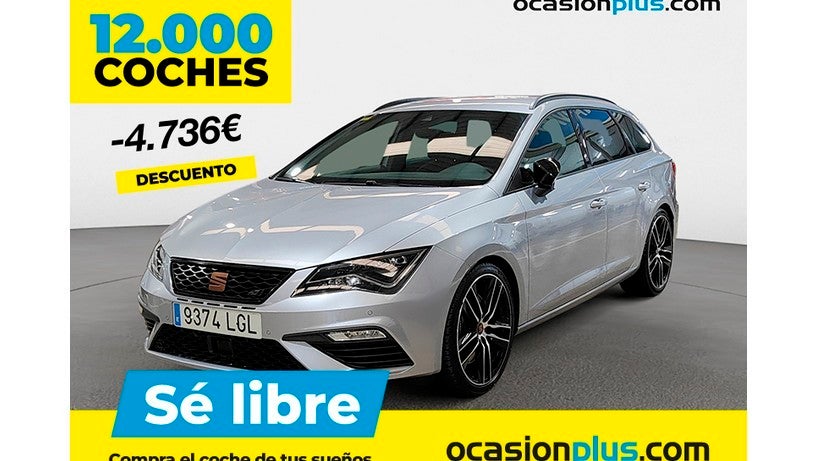 ocasionplus.com
12.000
COCHES
-4.736€
DESCUENTO
9374 LGL
Sé libre
Compra el coche de tus sueños
ocasionplus.com